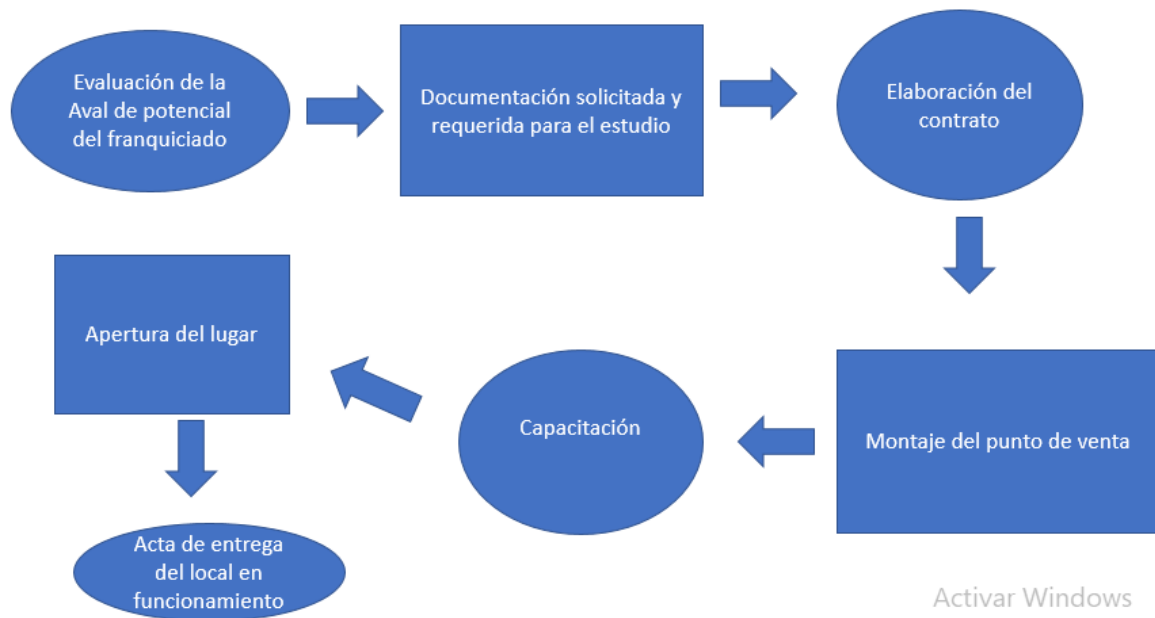 Evaluación de la
Aval de potencial
del franquiciado
Documentación solicitada y
requerida para el estudio
Elaboración del
contrato
Montaje del punto de venta
Capacitación
Apertura del lugar
Acta de entrega
del local en
funcionamiento
Activar Windows